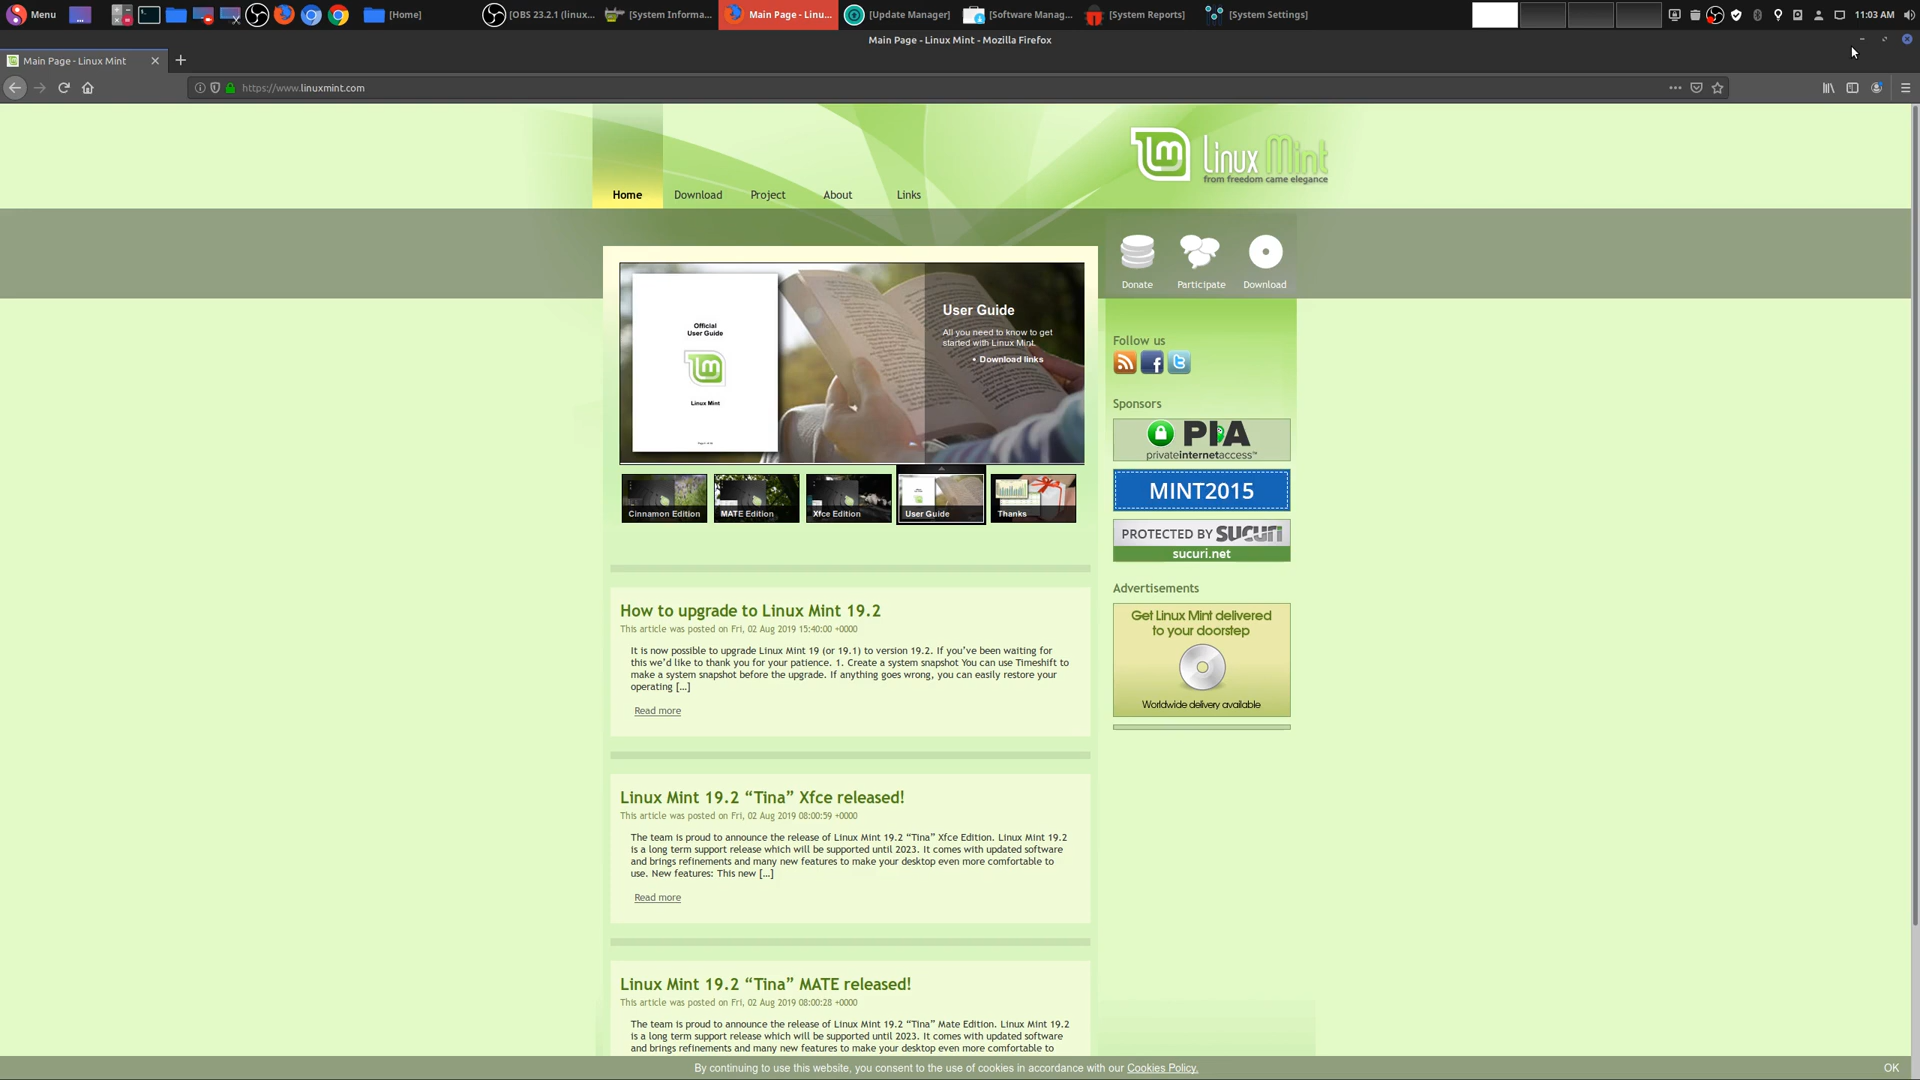 Menu
[Home]
[OBS 23.2.1 (linux...
[System Informa...
Main Page - Linu...
[Update Manager]
[Software Manag...
[System Reports]
[System Settings]
11:03 AM
Main Page - Linux Mint - Mozilla Firefox
Main Page - Linux Mint
https://www.linuxmint.com
Linux Mint
from freedom came elegance
Home
Download
Project
About
Links
Donate
Participate
Download
Official
User Guide
Linux Mint
User Guide
All you need to know to get
started with Linux Mint.
• Download links
Cinnamon Edition
MATE Edition
Xfce Edition
User Guide
Thanks
Follow us
Sponsors
PIA
privateinternetaccess™
MINT2015
PROTECTED BY SUCURI
sucuri.net
Advertisements
Get Linux Mint delivered
to your doorstep
Worldwide delivery available
How to upgrade to Linux Mint 19.2
This article was posted on Fri, 02 Aug 2019 15:40:00 +0000
It is now possible to upgrade Linux Mint 19 (or 19.1) to version 19.2. If you’ve been waiting for
this we’d like to thank you for your patience. 1. Create a system snapshot You can use Timeshift to
make a system snapshot before the upgrade. If anything goes wrong, you can easily restore your
operating […]
Read more
Linux Mint 19.2 “Tina” Xfce released!
This article was posted on Fri, 02 Aug 2019 08:00:59 +0000
The team is proud to announce the release of Linux Mint 19.2 “Tina” Xfce Edition. Linux Mint 19.2
is a long term support release which will be supported until 2023. It comes with updated software
and brings refinements and many new features to make your desktop even more comfortable to
use. New features: This new […]
Read more
Linux Mint 19.2 “Tina” MATE released!
This article was posted on Fri, 02 Aug 2019 08:00:28 +0000
The team is proud to announce the release of Linux Mint 19.2 “Tina” Mate Edition. Linux Mint 19.2
is a long term support release which will be supported until 2023. It comes with updated software
and brings refinements and many new features to make your desktop even more comfortable to
By continuing to use this website, you consent to the use of cookies in accordance with our Cookies Policy.
OK